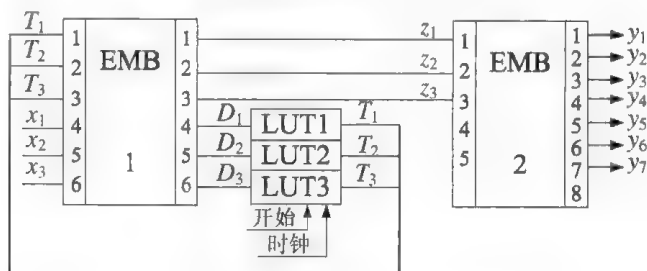 T₁ 1 1 z₁ 1 1 y₁
T₂ 2 EMB 2 z₂ 2 EMB 2 y₂
T₃ 3 3 z₃ 3 3 y₃
x₁ 4 4 D₁ LUT1 T₁ 4 4 y₄
x₂ 5 1 5 D₂ LUT2 T₂ 5 5 y₅
x₃ 6 6 D₃ LUT3 T₃ 2 6 y₆
7 y₇
8
开始
时钟